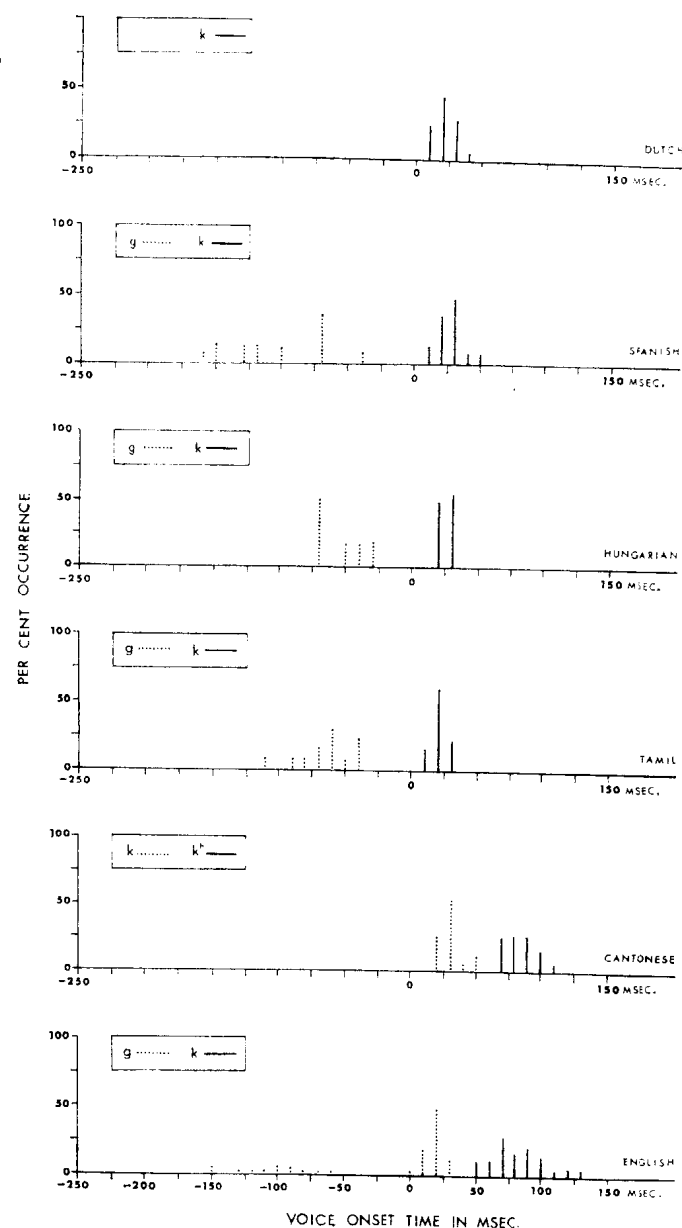 k
50
0
-250 0 150 MSEC.
DUTCH
100
g k
50
0
-250 0 150 MSEC.
SPANISH
100
g k
50
0
-250 0 150 MSEC.
HUNGARIAN
PER CENT OCCURRENCE
100
g k
50
0
-250 0 150 MSEC.
TAMIL
100
k kʰ
50
0
-250 0 150 MSEC.
CANTONESE
100
g k
50
0
-250 -200 -150 -100 -50 0 50 100 150 MSEC.
ENGLISH
VOICE ONSET TIME IN MSEC.